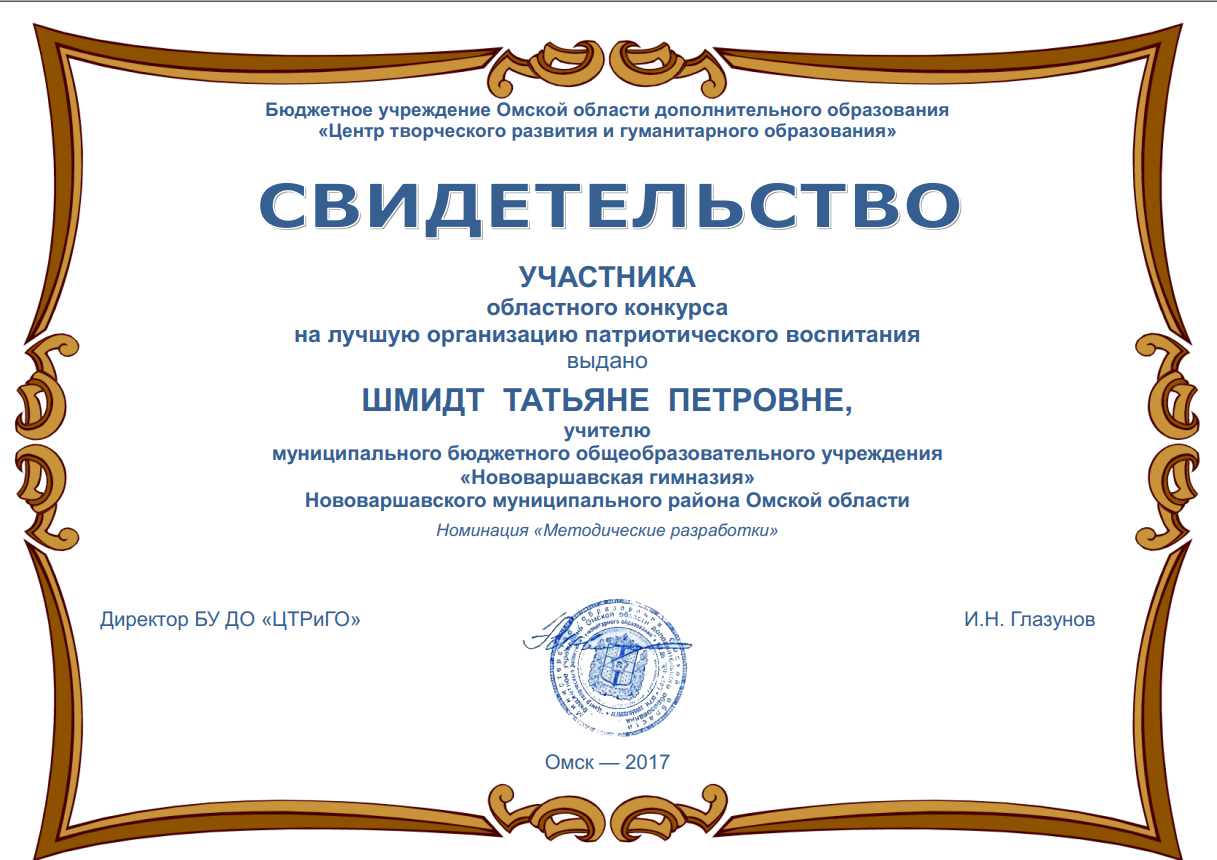 Бюджетное учреждение Омской области дополнительного образования
«Центр творческого развития и гуманитарного образования»
СВИДЕТЕЛЬСТВО
УЧАСТНИКА
областного конкурса
на лучшую организацию патриотического воспитания
выдано
ШМИДТ ТАТЬЯНЕ ПЕТРОВНЕ,
учителю
муниципального бюджетного общеобразовательного учреждения
«Нововаршавская гимназия»
Нововаршавского муниципального района Омской области
Номинация «Методические разработки»
Директор БУ ДО «ЦТРиГО»
И.Н. Глазунов
Омск — 2017